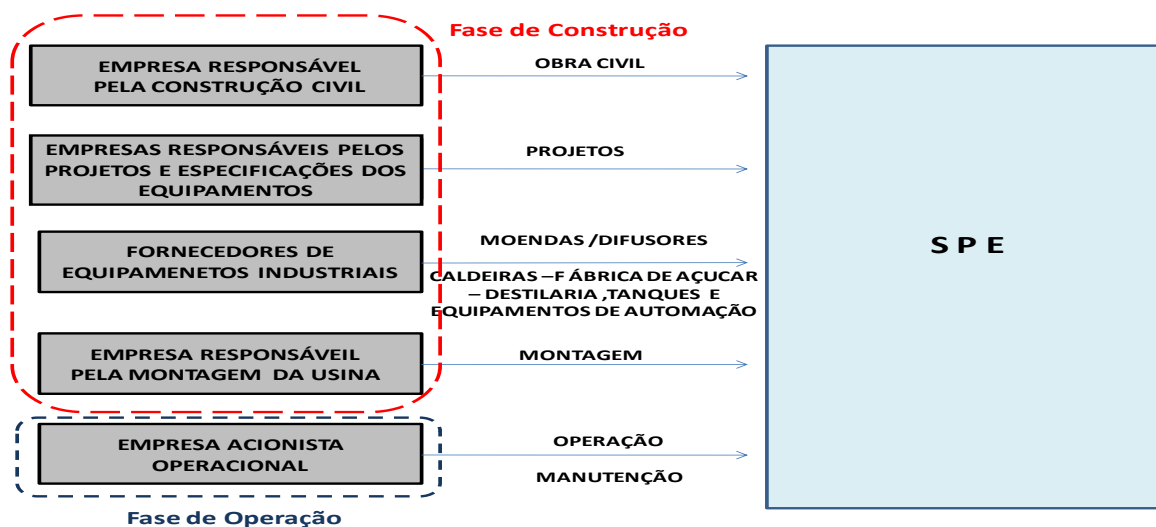 Fase de Construção
EMPRESA RESPONSÁVEL
PELA CONSTRUÇÃO CIVIL
OBRA CIVIL
EMPRESAS RESPONSÁVEIS PELOS
PROJETOS E ESPECIFICAÇÕES DOS
EQUIPAMENTOS
PROJETOS
FORNECEDORES DE
EQUIPAMENETOS INDUSTRIAIS
MOENDAS /DIFUSORES
CALDEIRAS –F ÁBRICA DE AÇUCAR
– DESTILARIA ,TANQUES E
EQUIPAMENTOS DE AUTOMAÇÃO
EMPRESA RESPONSÁVEIL
PELA MONTAGEM DA USINA
MONTAGEM
EMPRESA ACIONISTA
OPERACIONAL
OPERAÇÃO
MANUTENÇÃO
Fase de Operação
S P E